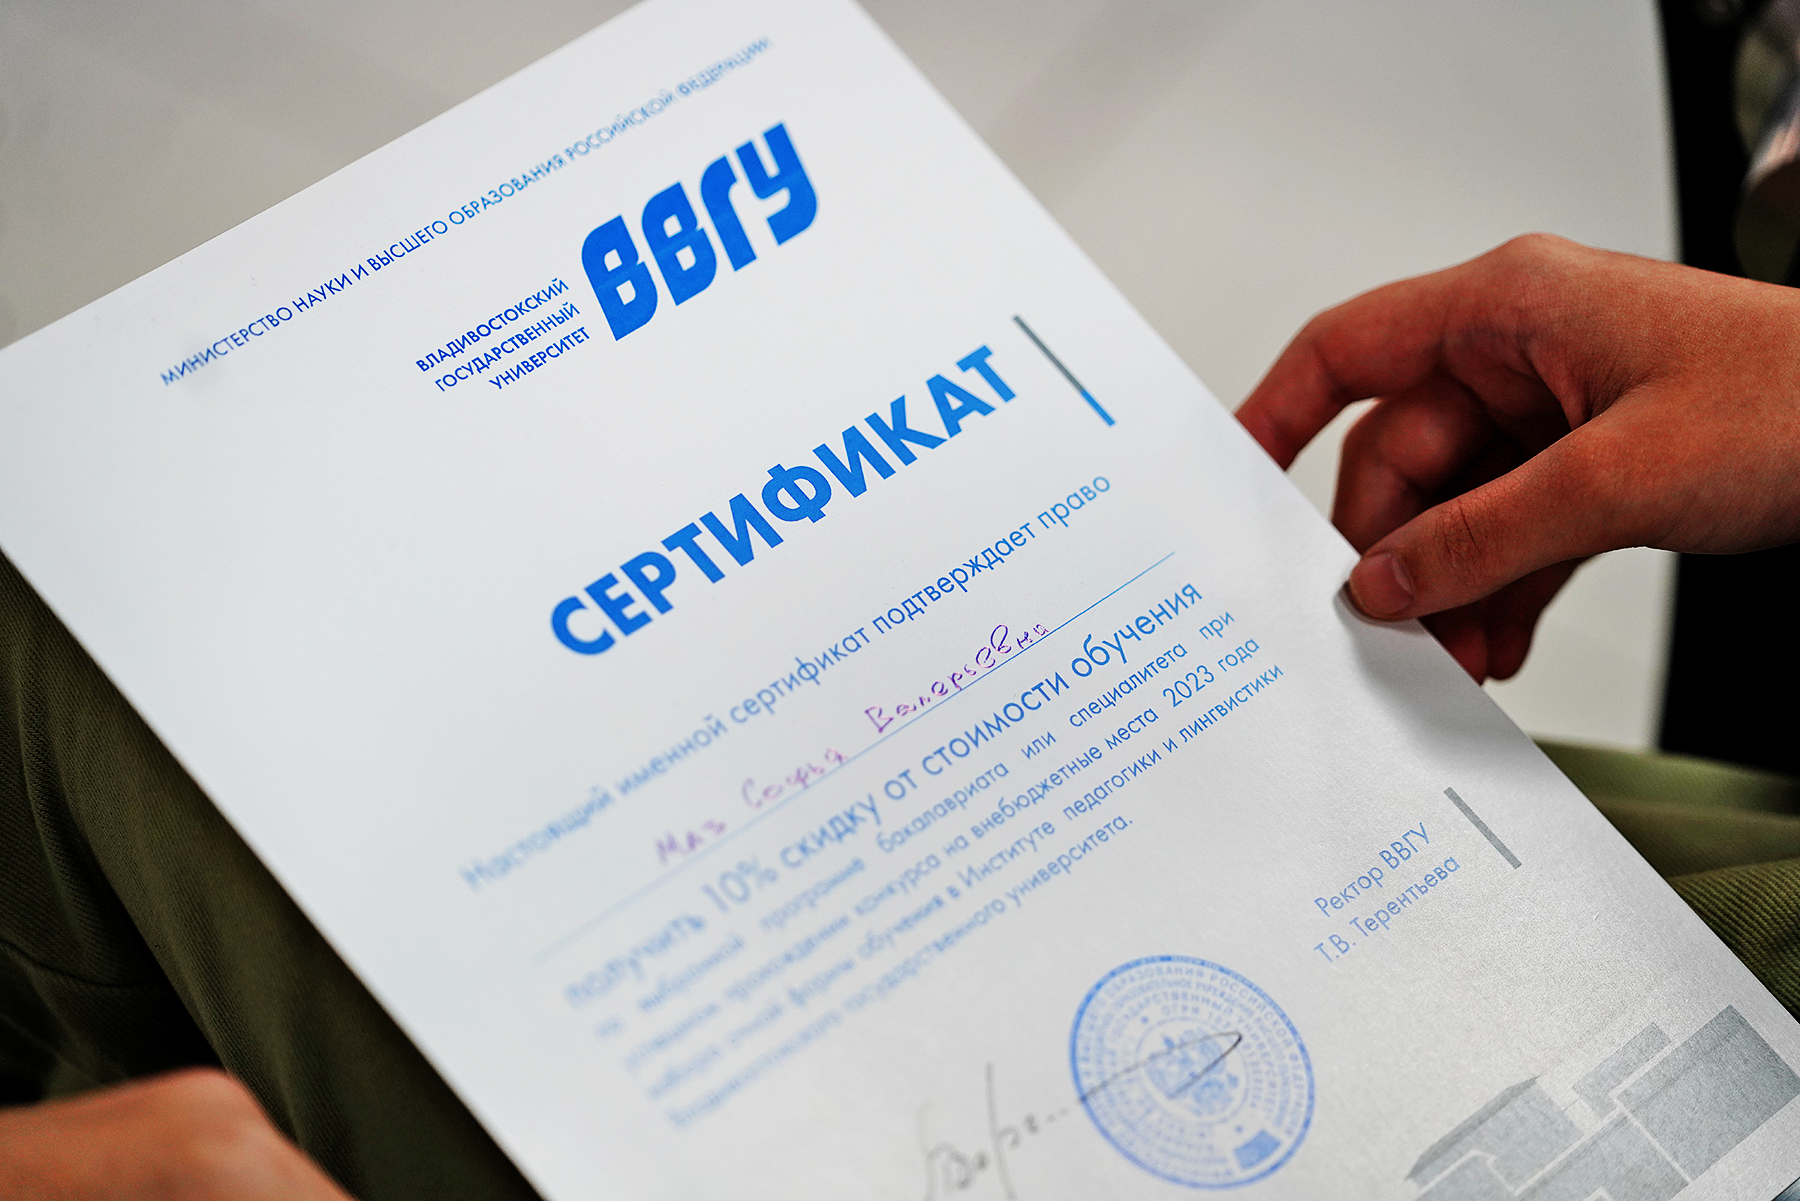 МИНИСТЕРСТВО НАУКИ И ВЫСШЕГО ОБРАЗОВАНИЯ РОССИЙСКОЙ ФЕДЕРАЦИИ
ВЛАДИВОСТОКСКИЙ
ГОСУДАРСТВЕННЫЙ
УНИВЕРСИТЕТ
ВВГУ
СЕРТИФИКАТ
Настоящий именной сертификат подтверждает право
Маз Софья Валерьевна
получить 10% скидку от стоимости обучения
по выбранной программе бакалавриата или специалитета при
успешном прохождении конкурса на внебюджетные места 2023 года
набора очной формы обучения в Институте педагогики и лингвистики
Владивостокского государственного университета.
Ректор ВВГУ
Т.В. Терентьева